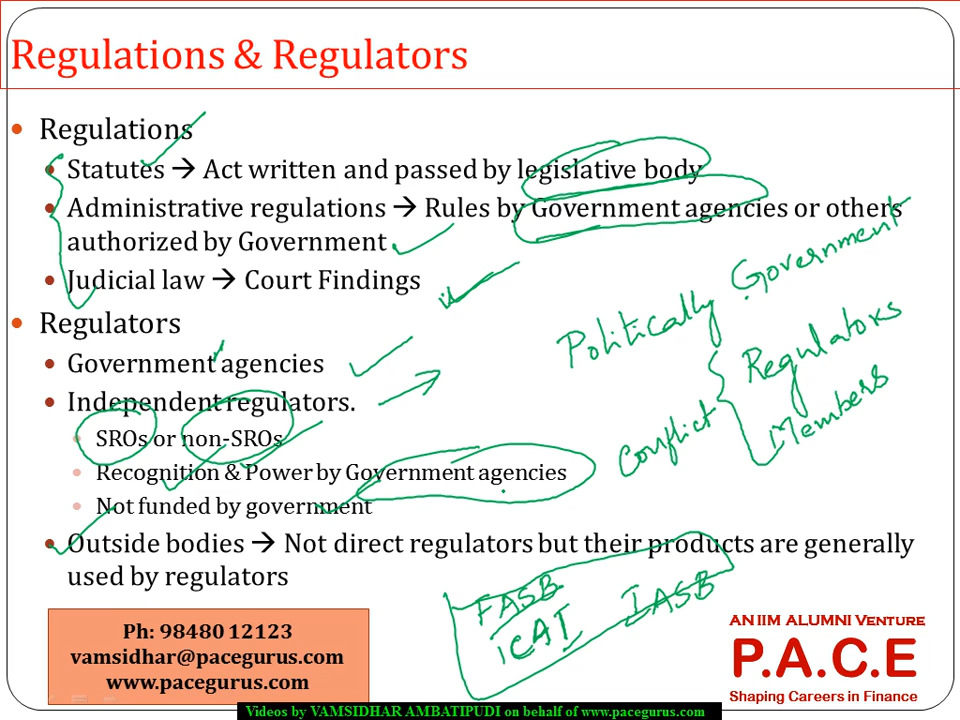 Regulations & Regulators
• Regulations
• Statutes → Act written and passed by legislative body
• Administrative regulations → Rules by Government agencies or others
authorized by Government
• Judicial law → Court Findings
• Regulators
• Government agencies
• Independent regulators.
• SROs or non-SROs
• Recognition & Power by Government agencies
• Not funded by government
• Outside bodies → Not direct regulators but their products are generally
used by regulators
Politically Government
Conflict
Regulators
Members
FASB IASB
ICAI
Ph: 98480 12123
vamsidhar@pacegurus.com
www.pacegurus.com
AN IIM ALUMNI VENTURE
P.A.C.E
Shaping Careers in Finance
Videos by VAMSIDHAR AMBATIPUDI on behalf of www.pacegurus.com